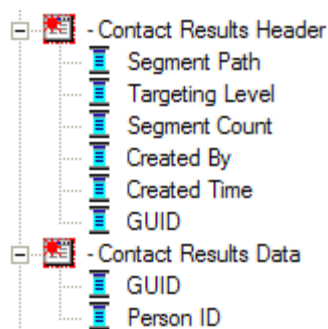 - Contact Results Header
Segment Path
Targeting Level
Segment Count
Created By
Created Time
GUID
- Contact Results Data
GUID
Person ID